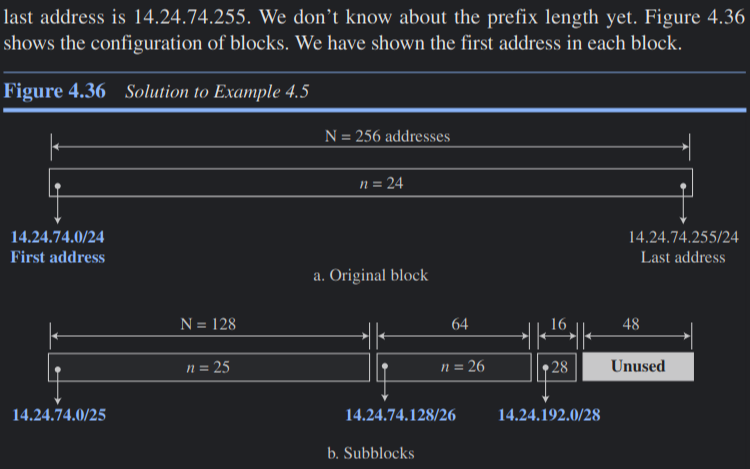 last address is 14.24.74.255. We don’t know about the prefix length yet. Figure 4.36
shows the configuration of blocks. We have shown the first address in each block.
Figure 4.36 Solution to Example 4.5
N = 256 addresses
n = 24
14.24.74.0/24
First address
14.24.74.255/24
Last address
a. Original block
N = 128
64
16
48
n = 25
n = 26
28
Unused
14.24.74.0/25
14.24.74.128/26
14.24.192.0/28
b. Subblocks